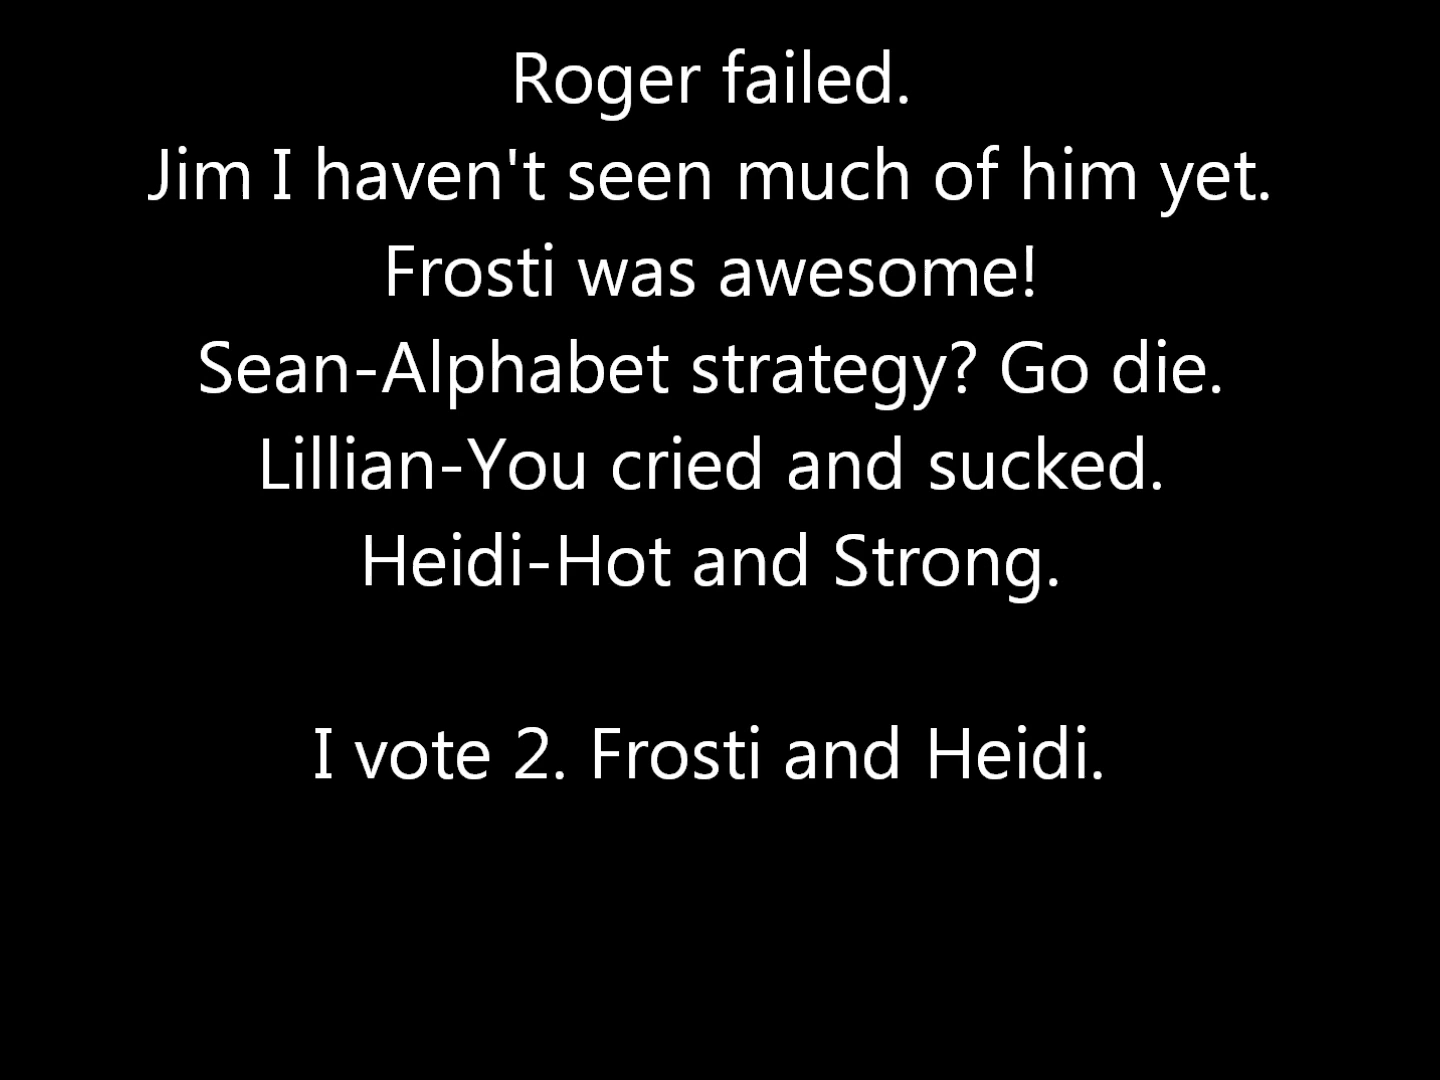 Roger failed.
Jim I haven't seen much of him yet.
Frosti was awesome!
Sean-Alphabet strategy? Go die.
Lillian-You cried and sucked.
Heidi-Hot and Strong.
I vote 2. Frosti and Heidi.